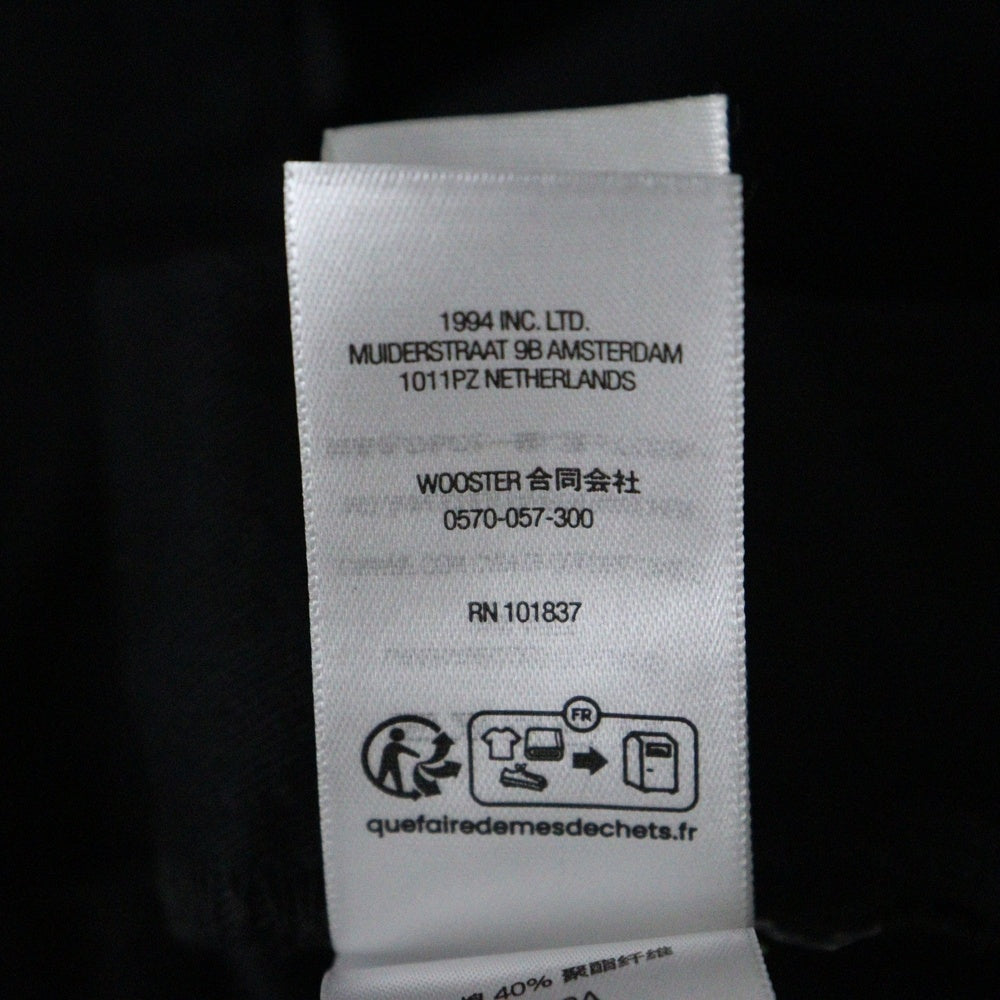 1994 INC. LTD.
MUIDERSTRAAT 9B AMSTERDAM
1011PZ NETHERLANDS
WOOSTER 合同会社
0570-057-300
RN 101837
FR
quefairedemesdechets.fr
40% 聚酯纤维